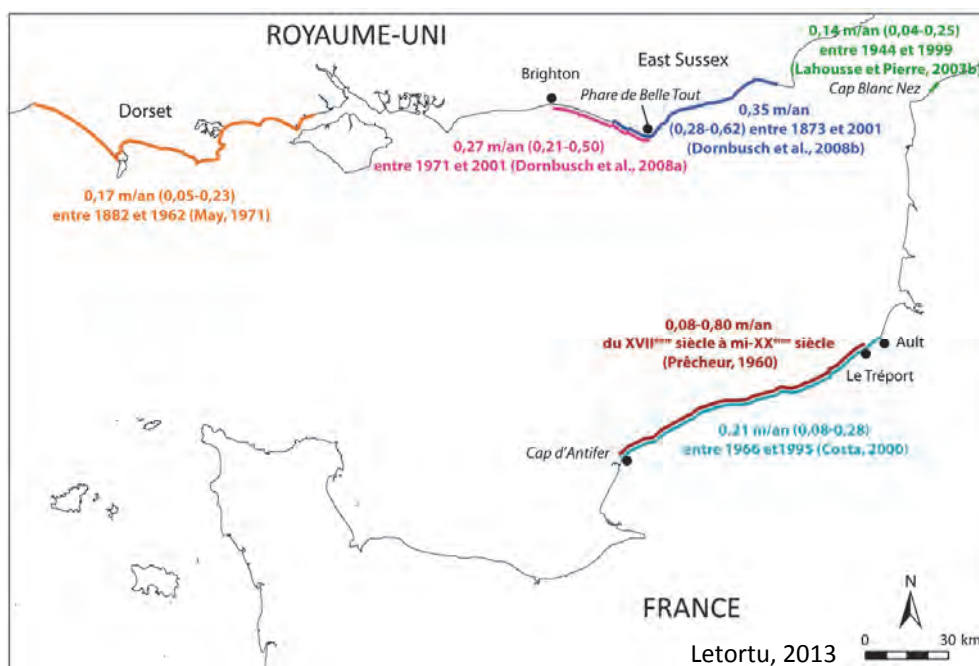 ROYAUME-UNI
0,14 m/an (0,04-0,25)
entre 1944 et 1999
(Lahousse et Pierre, 2003b)
Cap Blanc Nez
East Sussex
Brighton
Phare de Belle Tout
Dorset
0,35 m/an
(0,28-0,62) entre 1873 et 2001
(Dornbusch et al., 2008b)
0,27 m/an (0,21-0,50)
entre 1971 et 2001 (Dornbusch et al., 2008a)
0,17 m/an (0,05-0,23)
entre 1882 et 1962 (May, 1971)
0,08-0,80 m/an
du XVIIème siècle à mi-XXème siècle
(Prêcheur, 1960)
Ault
Le Tréport
0,21 m/an (0,08-0,28)
entre 1966 et1995 (Costa, 2000)
Cap d'Antifer
N
FRANCE
0 30 km
Letortu, 2013